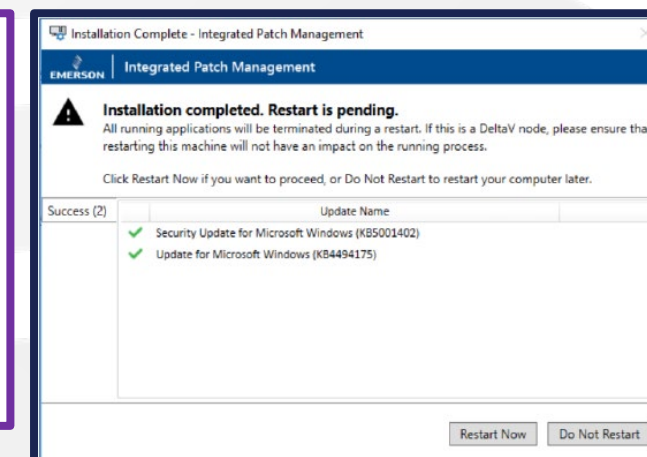 Installation Complete - Integrated Patch Management
EMERSON Integrated Patch Management
Installation completed. Restart is pending.
All running applications will be terminated during a restart. If this is a DeltaV node, please ensure tha
restarting this machine will not have an impact on the running process.
Click Restart Now if you want to proceed, or Do Not Restart to restart your computer later.
Success (2) Update Name
Security Update for Microsoft Windows (KB5001402)
Update for Microsoft Windows (KB4494175)
Restart Now Do Not Restart